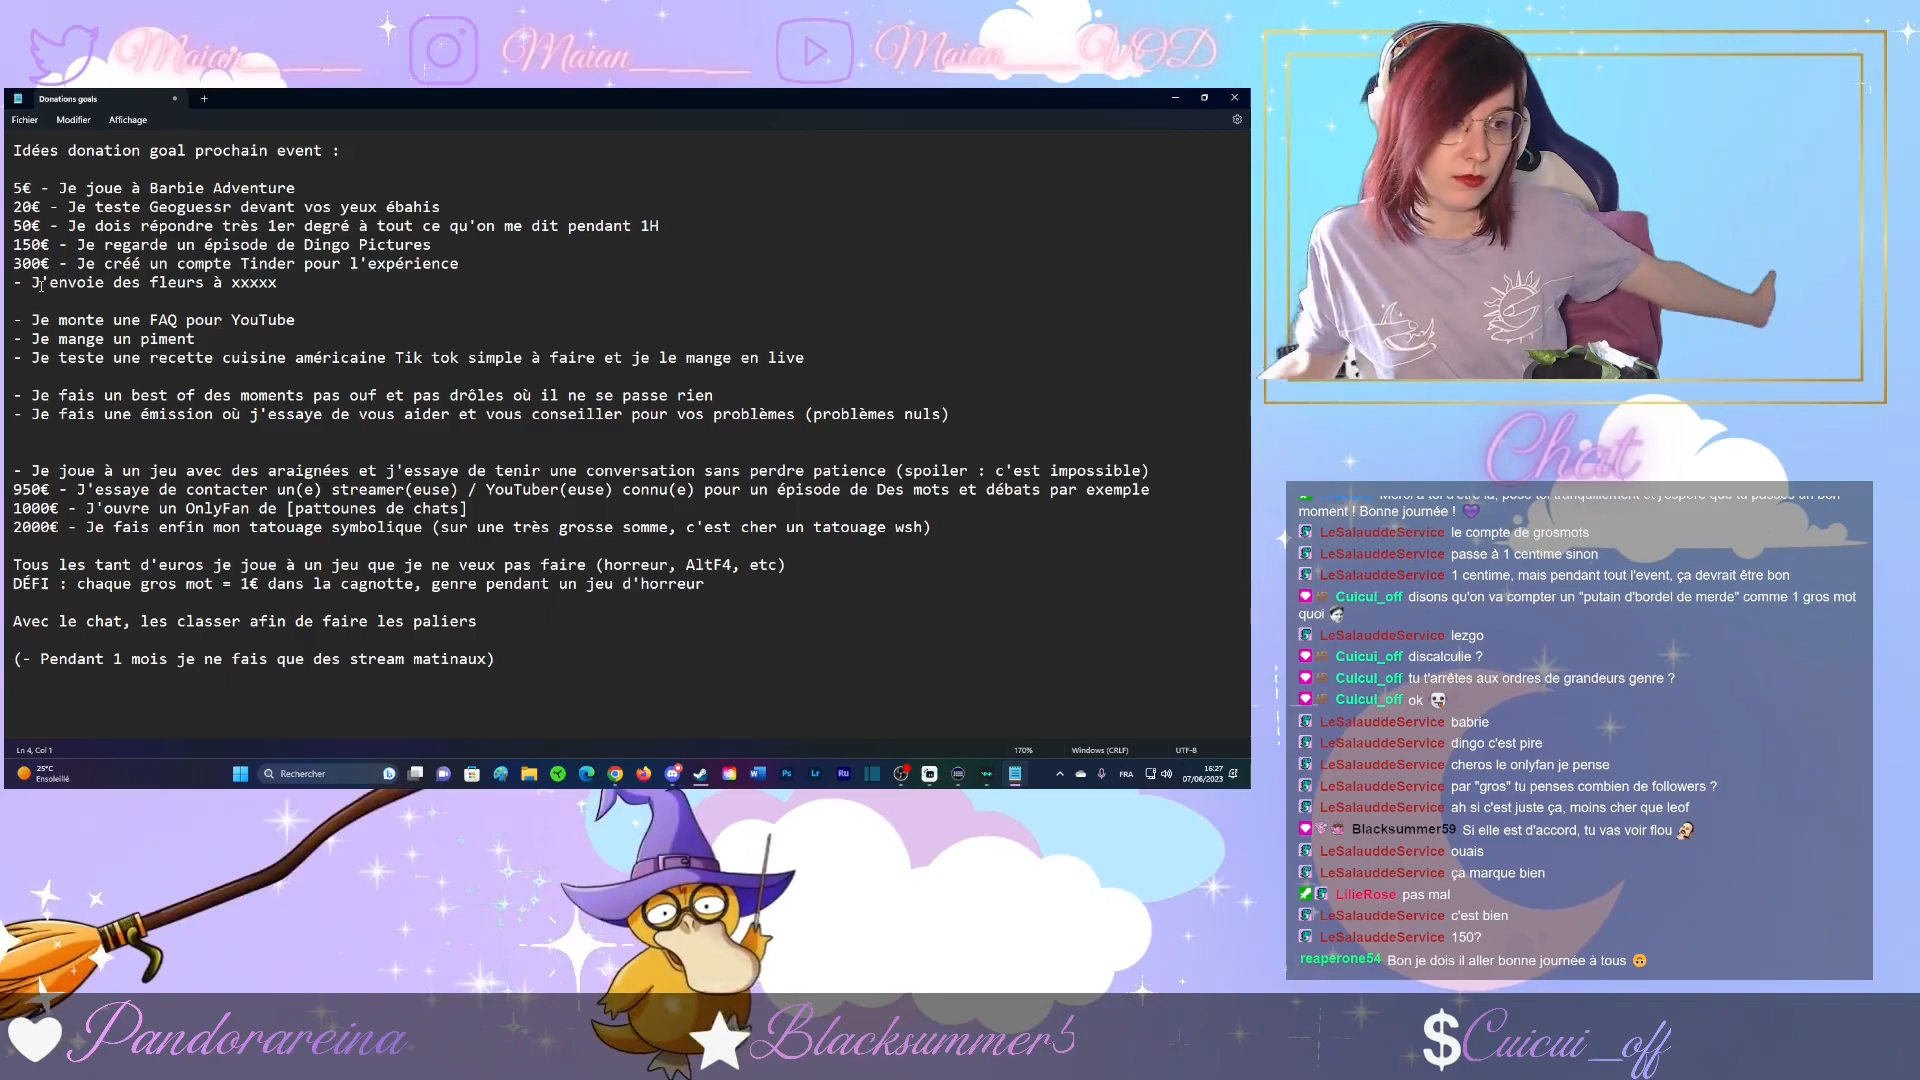 Maian____
Maian____
Maian____VOD
Donations goals
Fichier Modifier Affichage
Idées donation goal prochain event :
5€ - Je joue à Barbie Adventure
20€ - Je teste Geoguessr devant vos yeux ébahis
50€ - Je dois répondre très 1er degré à tout ce qu'on me dit pendant 1H
150€ - Je regarde un épisode de Dingo Pictures
300€ - Je créé un compte Tinder pour l'expérience
- J'envoie des fleurs à xxxxx
- Je monte une FAQ pour YouTube
- Je mange un piment
- Je teste une recette cuisine américaine Tik tok simple à faire et je le mange en live
- Je fais un best of des moments pas ouf et pas drôles où il ne se passe rien
- Je fais une émission où j'essaye de vous aider et vous conseiller pour vos problèmes (problèmes nuls)
- Je joue à un jeu avec des araignées et j'essaye de tenir une conversation sans perdre patience (spoiler : c'est impossible)
950€ - J'essaye de contacter un(e) streamer(euse) / YouTuber(euse) connu(e) pour un épisode de Des mots et débats par exemple
1000€ - J'ouvre un OnlyFan de [pattounes de chats]
2000€ - Je fais enfin mon tatouage symbolique (sur une très grosse somme, c'est cher un tatouage wsh)
Tous les tant d'euros je joue à un jeu que je ne veux pas faire (horreur, AltF4, etc)
DÉFI : chaque gros mot = 1€ dans la cagnotte, genre pendant un jeu d'horreur
Avec le chat, les classer afin de faire les paliers
(- Pendant 1 mois je ne fais que des stream matinaux)
Ln 4, Col 1 170% Windows (CRLF) UTF-8
25°C
Ensoleillé
Rechercher
FRA
16:27
07/06/2023
Chat
moment ! Bonne journée !
LeSalauddeService le compte de grosmots
LeSalauddeService passe à 1 centime sinon
LeSalauddeService 1 centime, mais pendant tout l'event, ça devrait être bon
Cuicui_off disons qu'on va compter un "putain d'bordel de merde" comme 1 gros mot
quoi
LeSalauddeService lezgo
Cuicui_off discalculie ?
Cuicui_off tu t'arrêtes aux ordres de grandeurs genre ?
Cuicui_off ok
LeSalauddeService babrie
LeSalauddeService dingo c'est pire
LeSalauddeService cheros le onlyfan je pense
LeSalauddeService par "gros" tu penses combien de followers ?
LeSalauddeService ah si c'est juste ça, moins cher que leof
Blacksummer59 Si elle est d'accord, tu vas voir flou
LeSalauddeService ouais
LeSalauddeService ça marque bien
LilieRose pas mal
LeSalauddeService c'est bien
LeSalauddeService 150?
reaperone54 Bon je dois il aller bonne journée à tous
Pandorareina
Blacksummer5
Cuicui_off